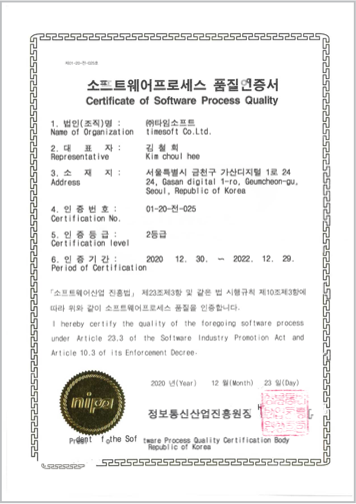 소프트웨어프로세스 품질인증서
Certificate of Software Process Quality
1. 법인(조직)명 : ㈜타임소프트
Name of Organization timesoft Co.Ltd.
2. 대 표 자 : 김 철 희
Representative Kim choul hee
3. 소 재 지 : 서울특별시 금천구 가산디지털 1로 24
Address 24, Gasan digital 1-ro, Geumcheon-gu,
Seoul, Republic of Korea
4. 인 증 번 호 : 01-20-전-025
Certification No.
5. 인 증 등 급 : 2등급
Certification level
6. 인 증 기 간 : 2020. 12. 30. ~ 2022. 12. 29.
Period of Certification
「소프트웨어산업 진흥법」 제23조제3항 및 같은 법 시행규칙 제10조제3항에
따라 위와 같이 소프트웨어프로세스 품질을 인증합니다.
I hereby certify the quality of the foregoing software process
under Article 23.3 of the Software Industry Promotion Act and
Article 10.3 of its Enforcement Decree.
2020 년(Year) 12 월(Month) 23 일(Day)
nipa
정보통신산업진흥원장
President of the Software Process Quality Certification Body
Republic of Korea